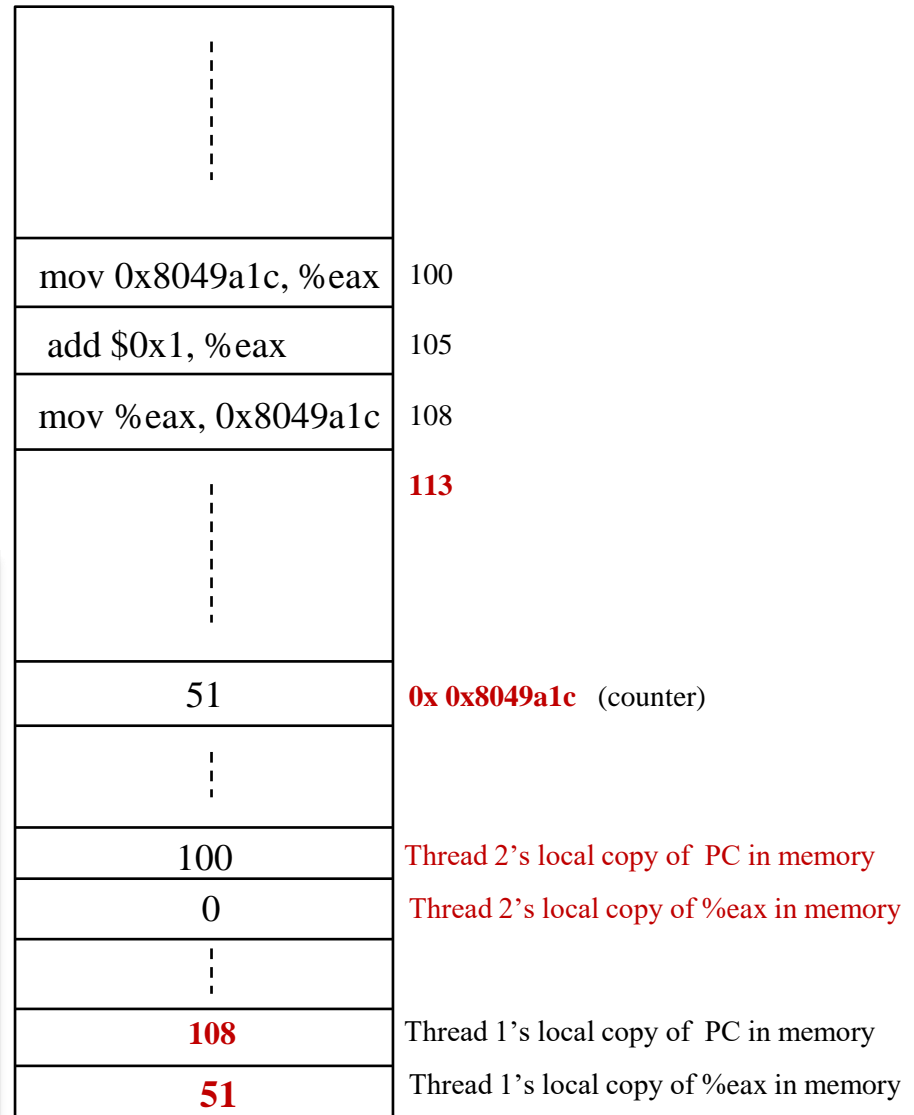 mov 0x8049a1c, %eax 100
add $0x1, %eax 105
mov %eax, 0x8049a1c 108
113
51 0x 0x8049a1c (counter)
100 Thread 2’s local copy of PC in memory
0 Thread 2’s local copy of %eax in memory
108 Thread 1’s local copy of PC in memory
51 Thread 1’s local copy of %eax in memory